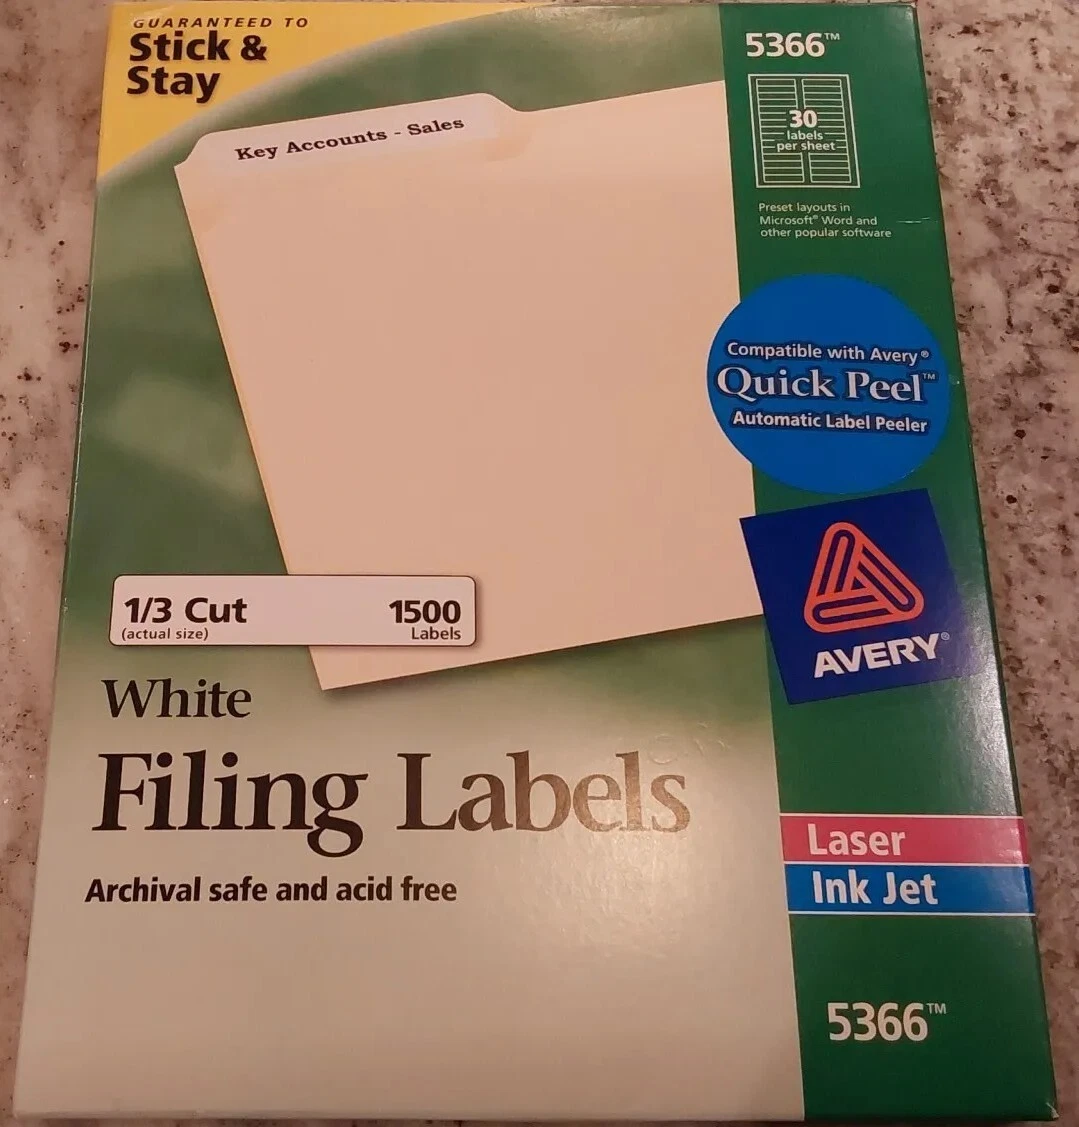 GUARANTEED TO
Stick &
Stay
Key Accounts - Sales
5366™
30
labels
per sheet
Preset layouts in
Microsoft® Word and
other popular software
Compatible with Avery®
Quick Peel™
Automatic Label Peeler
AVERY®
1/3 Cut
(actual size)
1500
Labels
White
Filing Labels
Archival safe and acid free
Laser
Ink Jet
5366™